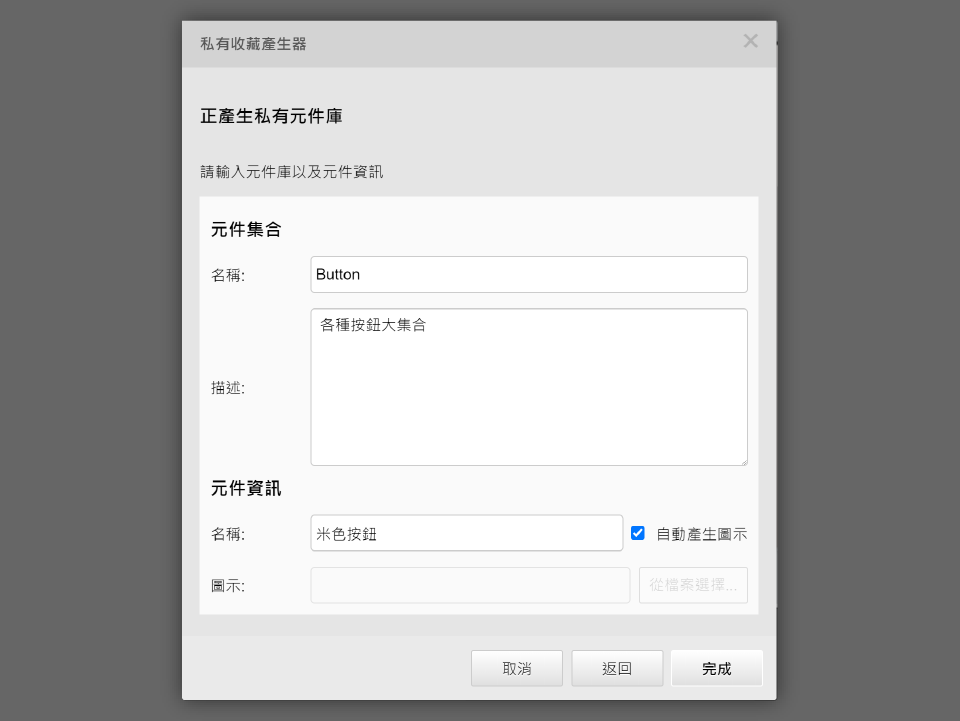 私有收藏產生器
正產生私有元件庫
請輸入元件庫以及元件資訊
元件集合
名稱:
Button
各種按鈕大集合
描述:
元件資訊
名稱:
米色按鈕
自動產生圖示
圖示:
從檔案選擇...
取消
返回
完成